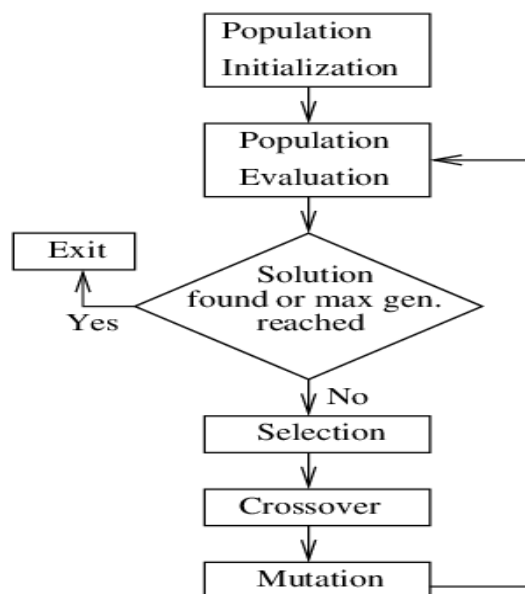 Population
Initialization
Population
Evaluation
Exit
Solution
found or max gen.
reached
Yes
No
Selection
Crossover
Mutation